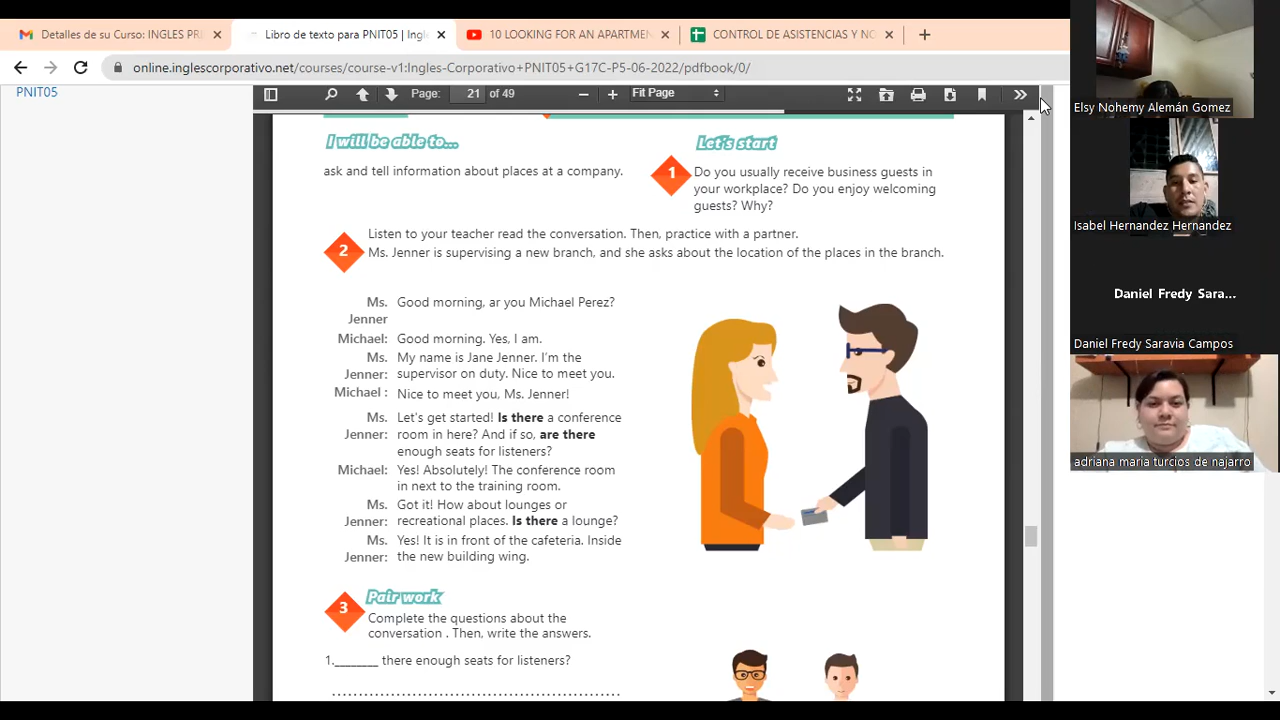 Detalles de su Curso: INGLES PR
Libro de texto para PNIT05 | Ingl
10 LOOKING FOR AN APARTMEN
CONTROL DE ASISTENCIAS Y NO
online.inglescorporativo.net/courses/course-v1:Ingles-Corporativo+PNIT05+G17C-P5-06-2022/pdfbook/0/
PNIT05
Page: 21 of 49
Fit Page
I will be able to...
ask and tell information about places at a company.
Let's start
1
Do you usually receive business guests in
your workplace? Do you enjoy welcoming
guests? Why?
2
Listen to your teacher read the conversation. Then, practice with a partner.
Ms. Jenner is supervising a new branch, and she asks about the location of the places in the branch.
Ms. Good morning, ar you Michael Perez?
Jenner
Michael: Good morning. Yes, I am.
Ms. My name is Jane Jenner. I'm the
Jenner: supervisor on duty. Nice to meet you.
Michael : Nice to meet you, Ms. Jenner!
Ms. Let's get started! Is there a conference
Jenner: room in here? And if so, are there
enough seats for listeners?
Michael: Yes! Absolutely! The conference room
in next to the training room.
Ms. Got it! How about lounges or
Jenner: recreational places. Is there a lounge?
Ms. Yes! It is in front of the cafeteria. Inside
Jenner: the new building wing.
3
Pair work
Complete the questions about the
conversation . Then, write the answers.
1.________ there enough seats for listeners?
Elsy Nohemy Alemán Gomez
Isabel Hernandez Hernandez
Daniel Fredy Sara...
Daniel Fredy Saravia Campos
adriana maria turcios de najarro